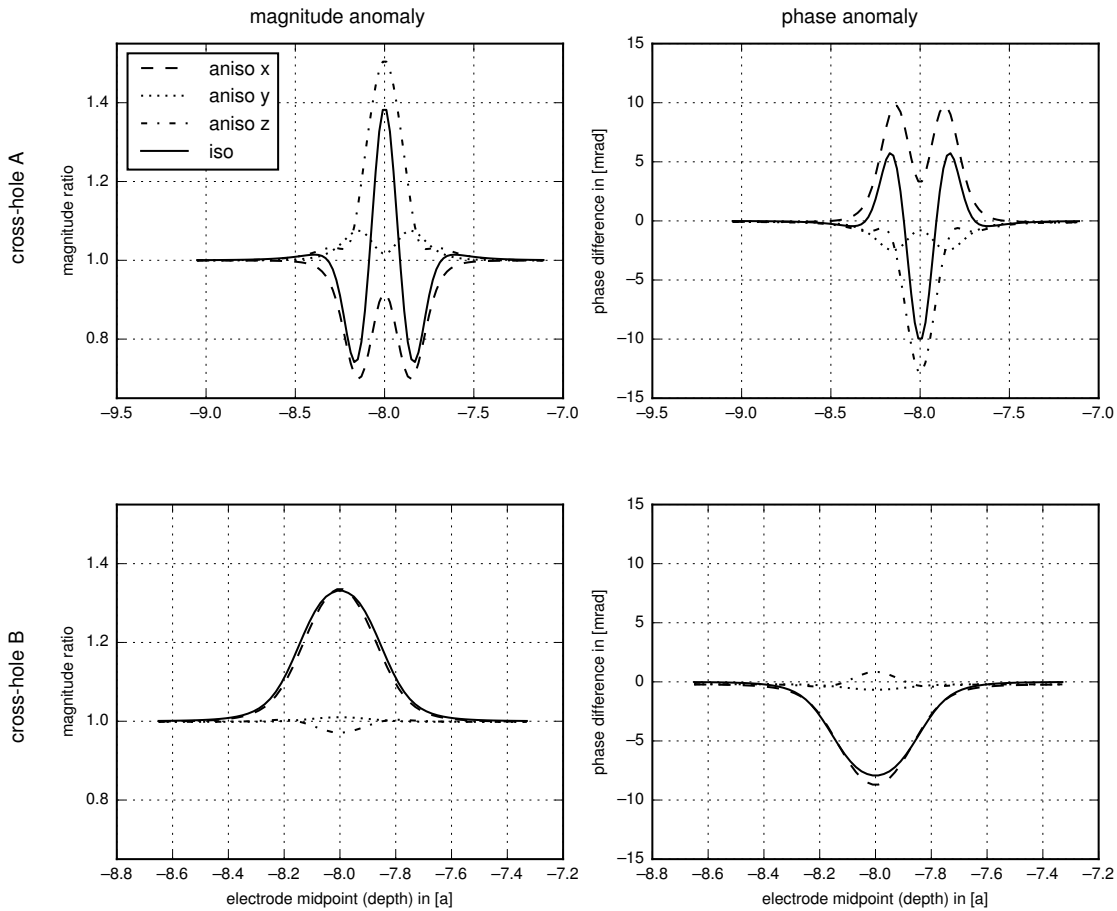 magnitude anomaly
phase anomaly
cross-hole A
magnitude ratio
1.4
1.2
1.0
0.8
aniso x
aniso y
aniso z
iso
−9.5 −9.0 −8.5 −8.0 −7.5 −7.0
phase difference in [mrad]
15
10
5
0
−5
−10
−15
−9.5 −9.0 −8.5 −8.0 −7.5 −7.0
cross-hole B
magnitude ratio
1.4
1.2
1.0
0.8
−8.8 −8.6 −8.4 −8.2 −8.0 −7.8 −7.6 −7.4 −7.2
electrode midpoint (depth) in [a]
phase difference in [mrad]
15
10
5
0
−5
−10
−15
−8.8 −8.6 −8.4 −8.2 −8.0 −7.8 −7.6 −7.4 −7.2
electrode midpoint (depth) in [a]